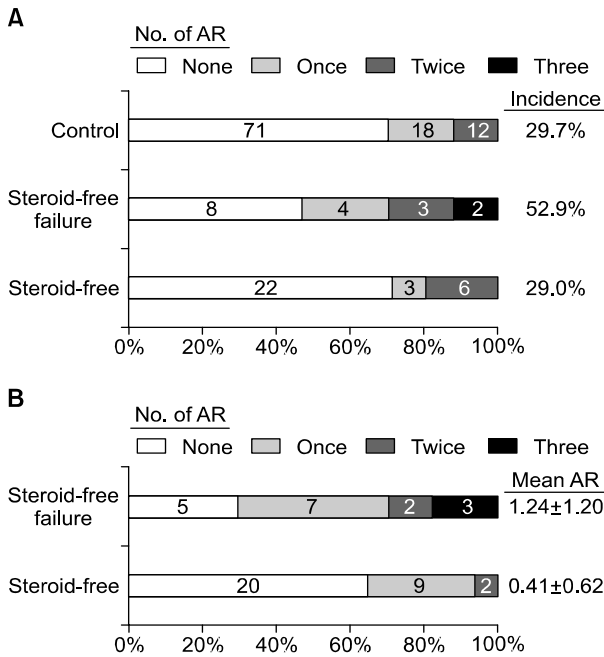 A
No. of AR
None Once Twice Three
Incidence
Control 71 18 12 29.7%
Steroid-free
failure 8 4 3 2 52.9%
Steroid-free 22 3 6 29.0%
0% 20% 40% 60% 80% 100%
B
No. of AR
None Once Twice Three
Mean AR
Steroid-free
failure 5 7 2 3 1.24±1.20
Steroid-free 20 9 2 0.41±0.62
0% 20% 40% 60% 80% 100%